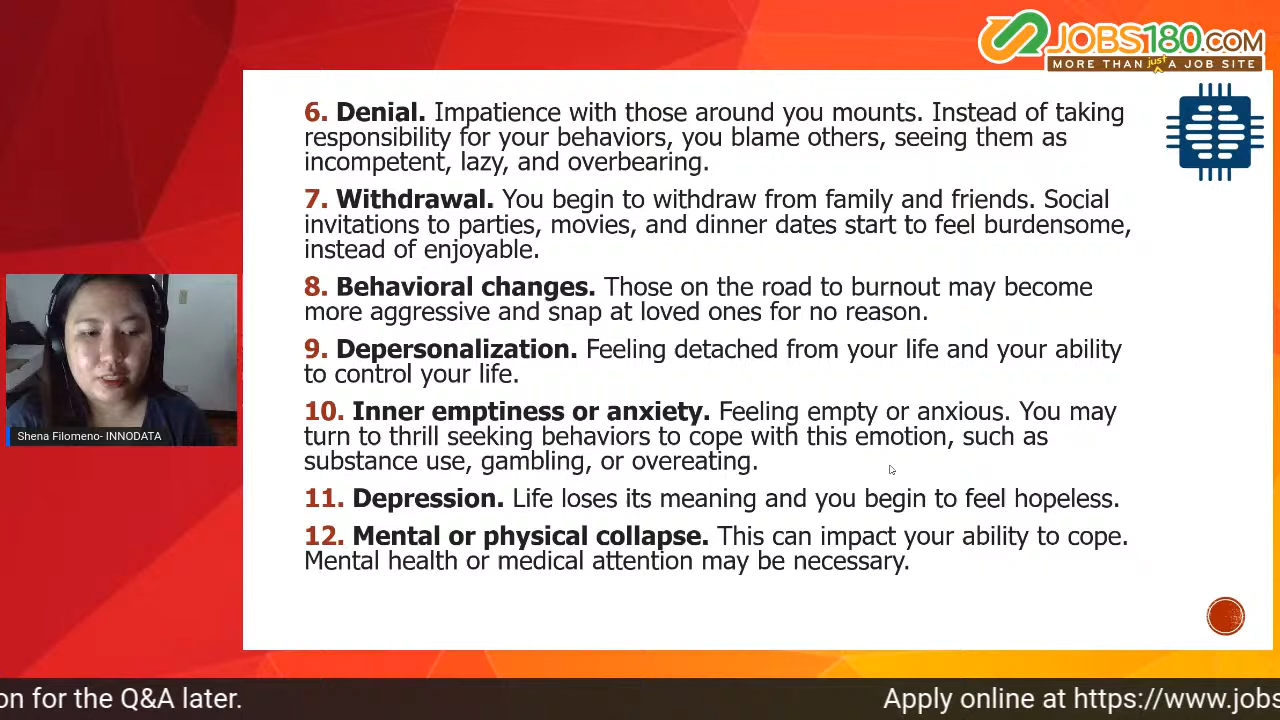 JOBS180.COM
MORE THAN just A JOB SITE
6. Denial. Impatience with those around you mounts. Instead of taking
responsibility for your behaviors, you blame others, seeing them as
incompetent, lazy, and overbearing.
7. Withdrawal. You begin to withdraw from family and friends. Social
invitations to parties, movies, and dinner dates start to feel burdensome,
instead of enjoyable.
8. Behavioral changes. Those on the road to burnout may become
more aggressive and snap at loved ones for no reason.
9. Depersonalization. Feeling detached from your life and your ability
to control your life.
10. Inner emptiness or anxiety. Feeling empty or anxious. You may
turn to thrill seeking behaviors to cope with this emotion, such as
substance use, gambling, or overeating.
11. Depression. Life loses its meaning and you begin to feel hopeless.
12. Mental or physical collapse. This can impact your ability to cope.
Mental health or medical attention may be necessary.
Shena Filomeno- INNODATA
on for the Q&A later. Apply online at https://www.jobs